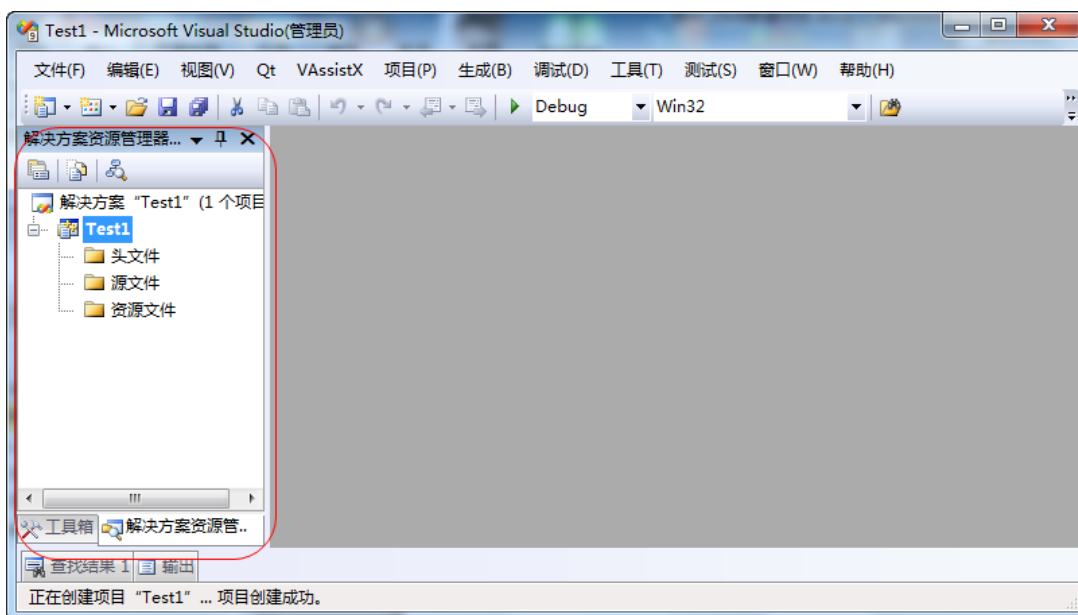 Test1 - Microsoft Visual Studio(管理员)
文件(F) 编辑(E) 视图(V) Qt VAssistX 项目(P) 生成(B) 调试(D) 工具(T) 测试(S) 窗口(W) 帮助(H)
Debug Win32
解决方案资源管理器...
解决方案 "Test1" (1 个项目
Test1
头文件
源文件
资源文件
工具箱 解决方案资源管..
查找结果 1 输出
正在创建项目 "Test1" ... 项目创建成功。